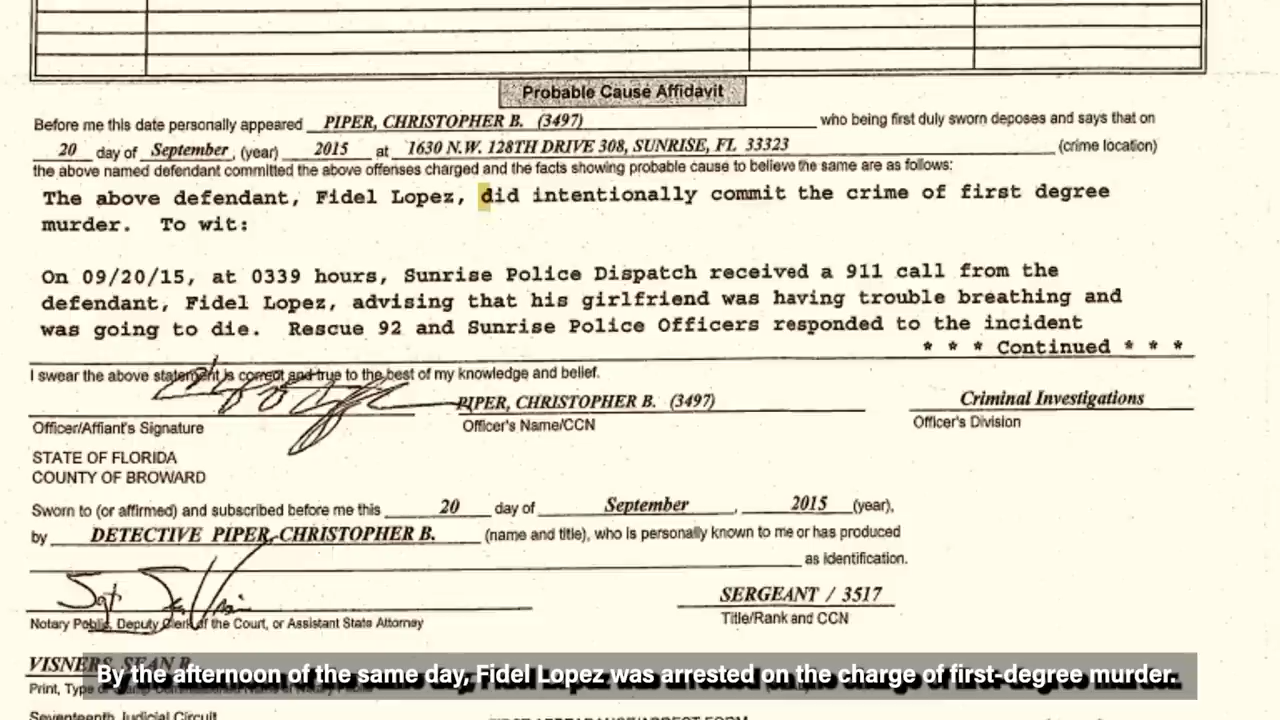 Probable Cause Affidavit
Before me this date personally appeared PIPER, CHRISTOPHER B. (3497) who being first duly sworn deposes and says that on
20 day of September, (year) 2015 at 1630 N.W. 128TH DRIVE 308, SUNRISE, FL 33323 (crime location)
the above named defendant committed the above offenses charged and the facts showing probable cause to believe the same are as follows:
The above defendant, Fidel Lopez, did intentionally commit the crime of first degree
murder. To wit:
On 09/20/15, at 0339 hours, Sunrise Police Dispatch received a 911 call from the
defendant, Fidel Lopez, advising that his girlfriend was having trouble breathing and
was going to die. Rescue 92 and Sunrise Police Officers responded to the incident
* * * Continued * * *
I swear the above statement is correct and true to the best of my knowledge and belief.
PIPER, CHRISTOPHER B. (3497) Criminal Investigations
Officer/Affiant's Signature Officer's Name/CCN Officer's Division
STATE OF FLORIDA
COUNTY OF BROWARD
Sworn to (or affirmed) and subscribed before me this 20 day of September, 2015 (year),
by DETECTIVE PIPER, CHRISTOPHER B. (name and title), who is personally known to me or has produced
as identification.
Sgt
SERGEANT / 3517
Notary Public, Deputy Clerk of the Court, or Assistant State Attorney Title/Rank and CCN
VISNERS, SEAN
By the afternoon of the same day, Fidel Lopez was arrested on the charge of first-degree murder.
Print, Type
Seventeenth Judicial Circuit